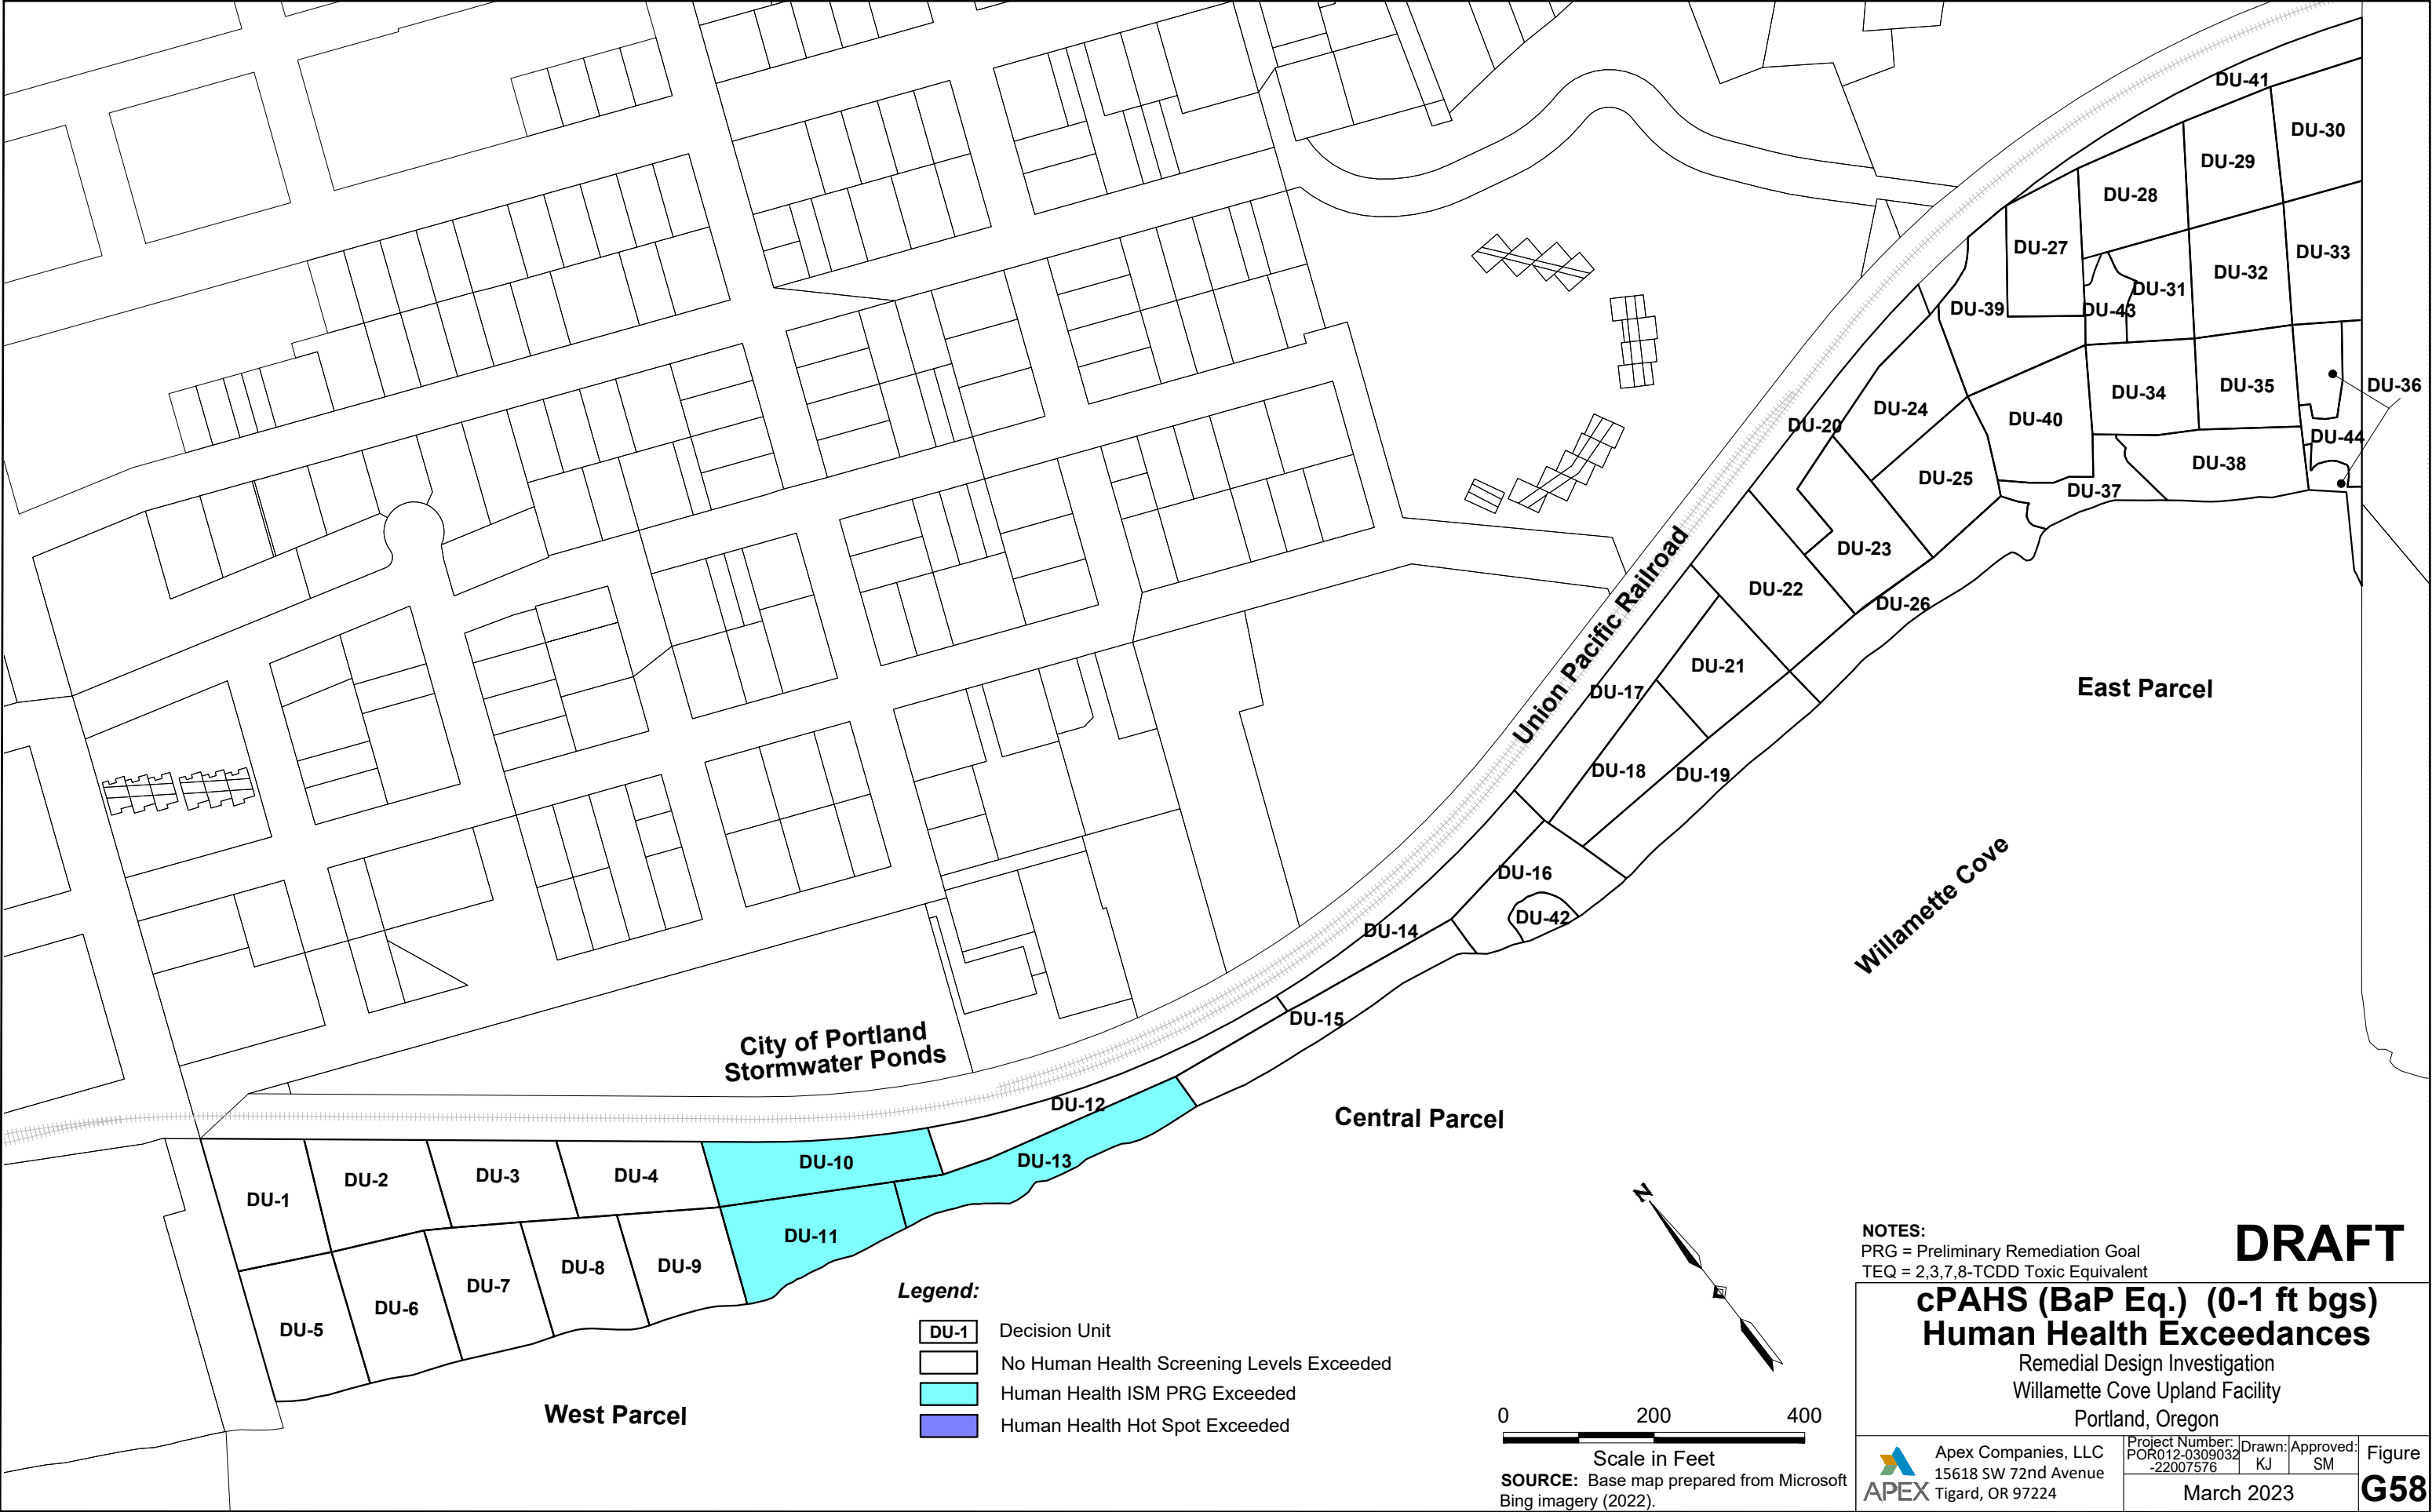 DU-41
DU-30
DU-29
DU-28
DU-27
DU-33
DU-32
DU-31
DU-43
DU-39
DU-36
DU-35
DU-34
DU-24
DU-40
DU-20
DU-44
DU-38
DU-25
DU-37
DU-23
DU-22
DU-26
Union Pacific Railroad
DU-21
East Parcel
DU-17
DU-18
DU-19
DU-16
DU-42
DU-14
Willamette Cove
DU-15
City of Portland
Stormwater Ponds
DU-12
Central Parcel
DU-10
DU-13
DU-1
DU-2
DU-3
DU-4
DU-11
DU-5
DU-6
DU-7
DU-8
DU-9
West Parcel
Legend:
DU-1 Decision Unit
No Human Health Screening Levels Exceeded
Human Health ISM PRG Exceeded
Human Health Hot Spot Exceeded
N
0 200 400
Scale in Feet
SOURCE: Base map prepared from Microsoft
Bing imagery (2022).
NOTES:
PRG = Preliminary Remediation Goal
TEQ = 2,3,7,8-TCDD Toxic Equivalent
DRAFT
cPAHS (BaP Eq.) (0-1 ft bgs)
Human Health Exceedances
Remedial Design Investigation
Willamette Cove Upland Facility
Portland, Oregon
APEX
Apex Companies, LLC
15618 SW 72nd Avenue
Tigard, OR 97224
Project Number:
POR012-0309032
-22007576
Drawn:
KJ
Approved:
SM
March 2023
Figure
G58